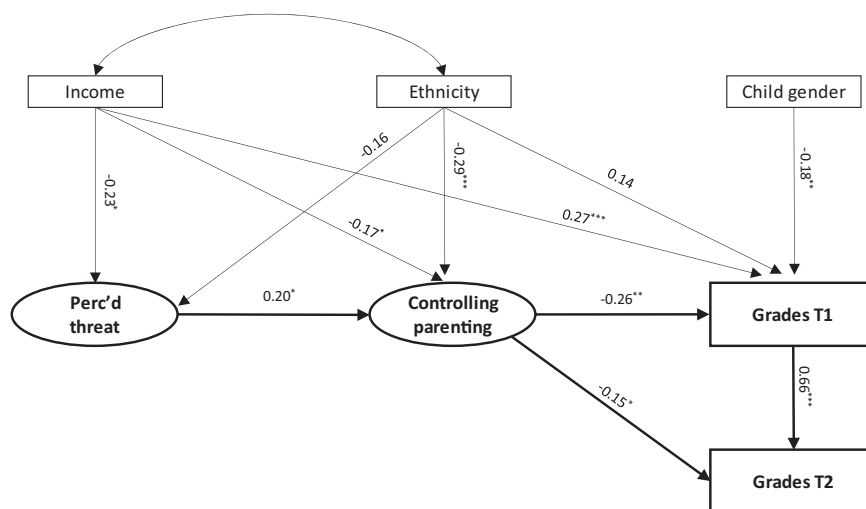 Income
Ethnicity
Child gender
-0.16
-0.23*
-0.29***
-0.18**
0.14
-0.17*
0.27***
Perc'd
threat
0.20*
Controlling
parenting
-0.26**
Grades T1
-0.15*
0.66***
Grades T2